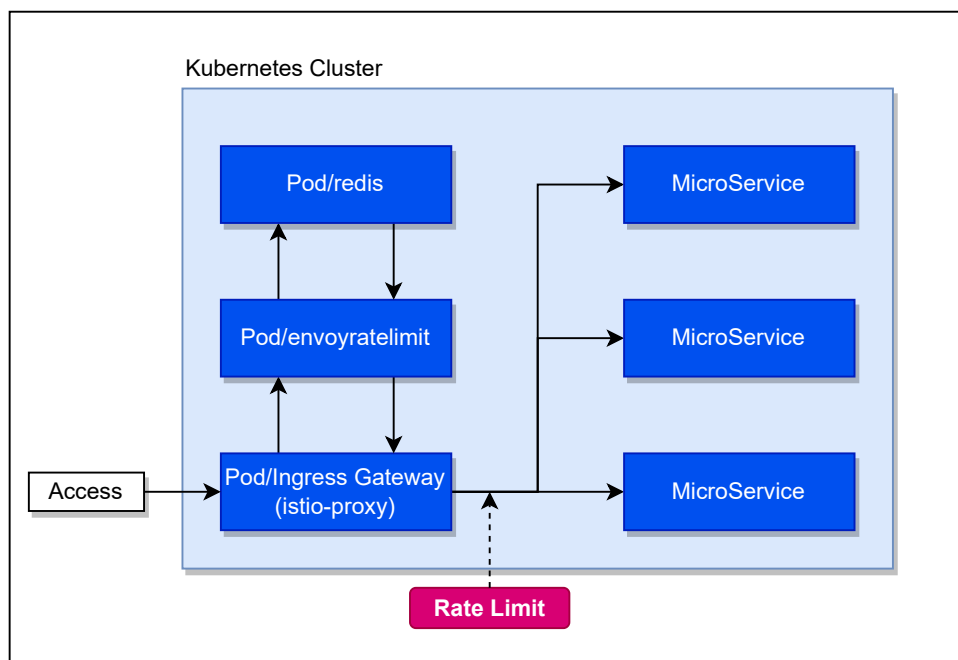 Kubernetes Cluster
Pod/redis
MicroService
Pod/envoyratelimit
MicroService
Pod/Ingress Gateway
(istio-proxy)
MicroService
Access
Rate Limit